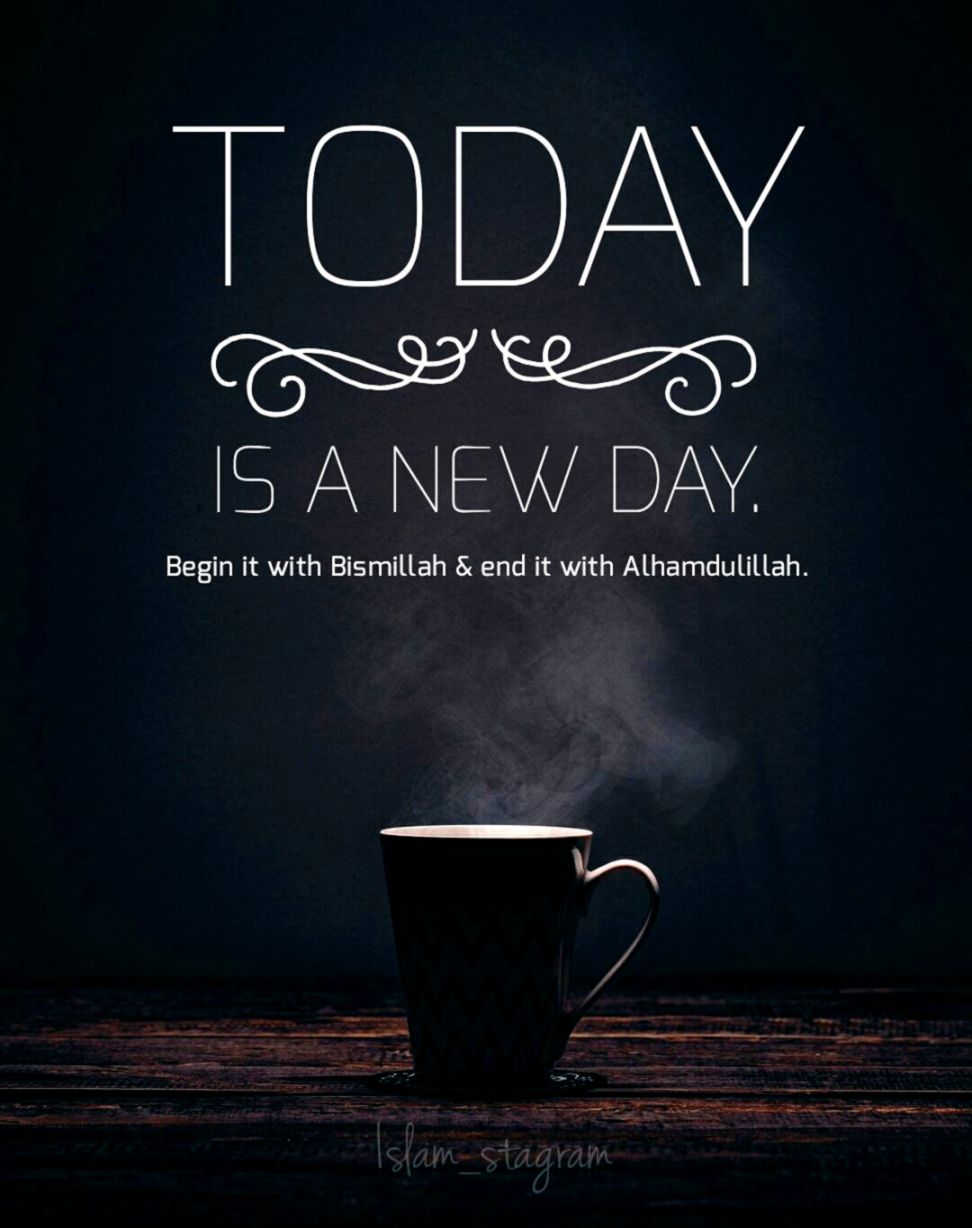 TODAY
IS A NEW DAY.
Begin it with Bismillah & end it with Alhamdulillah.
Islam_stagram